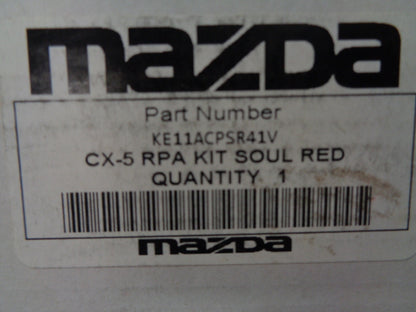 mazda
Part Number
KE11ACPSR41V
CX-5 RPA KIT SOUL RED
QUANTITY 1
mazda